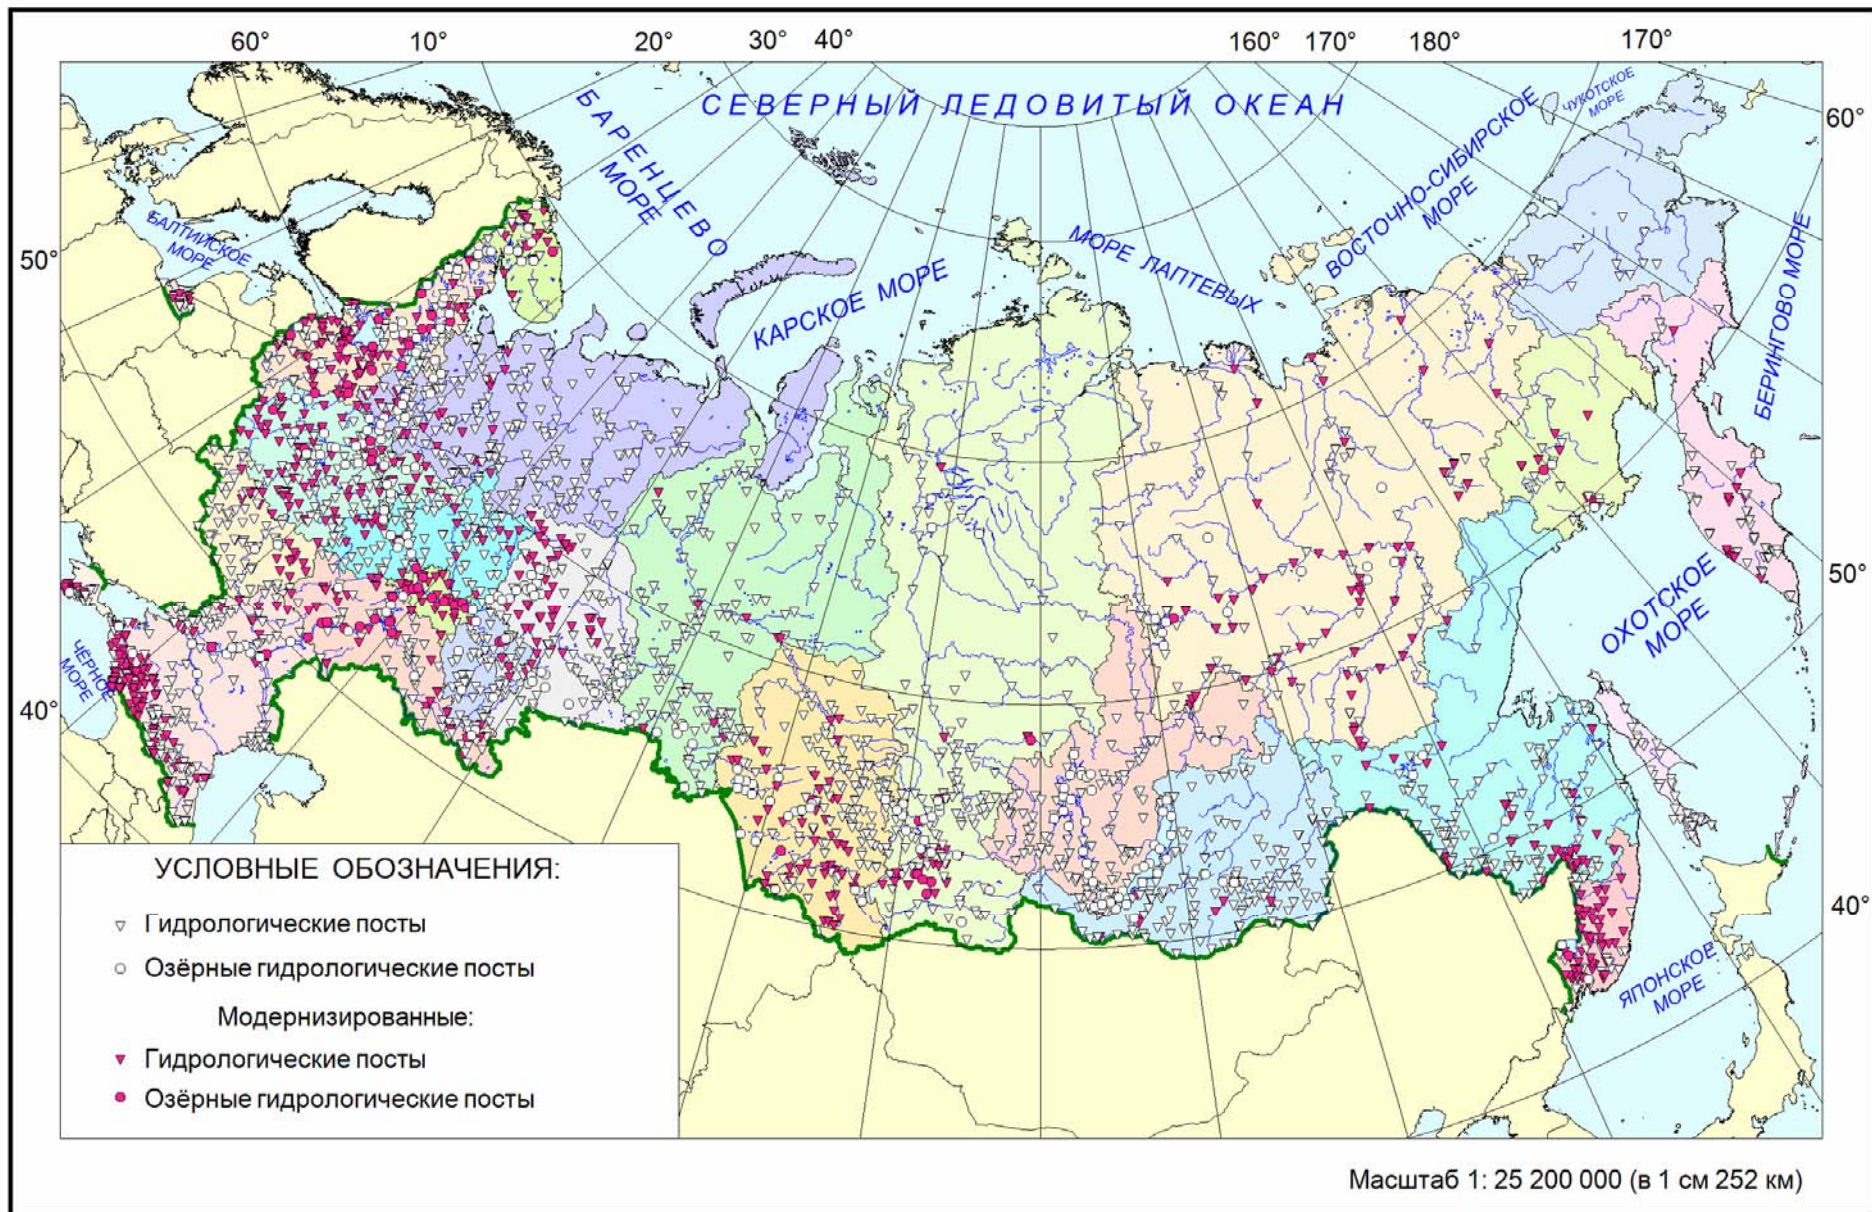 60° 10° 20° 30° 40° 160° 170° 180° 170°
СЕВЕРНЫЙ ЛЕДОВИТЫЙ ОКЕАН
ЧУКОТСКОЕ
МОРЕ
60°
БАРЕНЦЕВО
МОРЕ
ВОСТОЧНО-СИБИРСКОЕ
МОРЕ
БАЛТИЙСКОЕ
МОРЕ
МОРЕ ЛАПТЕВЫХ
КАРСКОЕ МОРЕ
БЕРИНГОВО МОРЕ
50°
50°
ОХОТСКОЕ
МОРЕ
ЧЁРНОЕ
МОРЕ
40°
40°
ЯПОНСКОЕ
МОРЕ
УСЛОВНЫЕ ОБОЗНАЧЕНИЯ:
Гидрологические посты
Озёрные гидрологические посты
Модернизированные:
Гидрологические посты
Озёрные гидрологические посты
Масштаб 1: 25 200 000 (в 1 см 252 км)